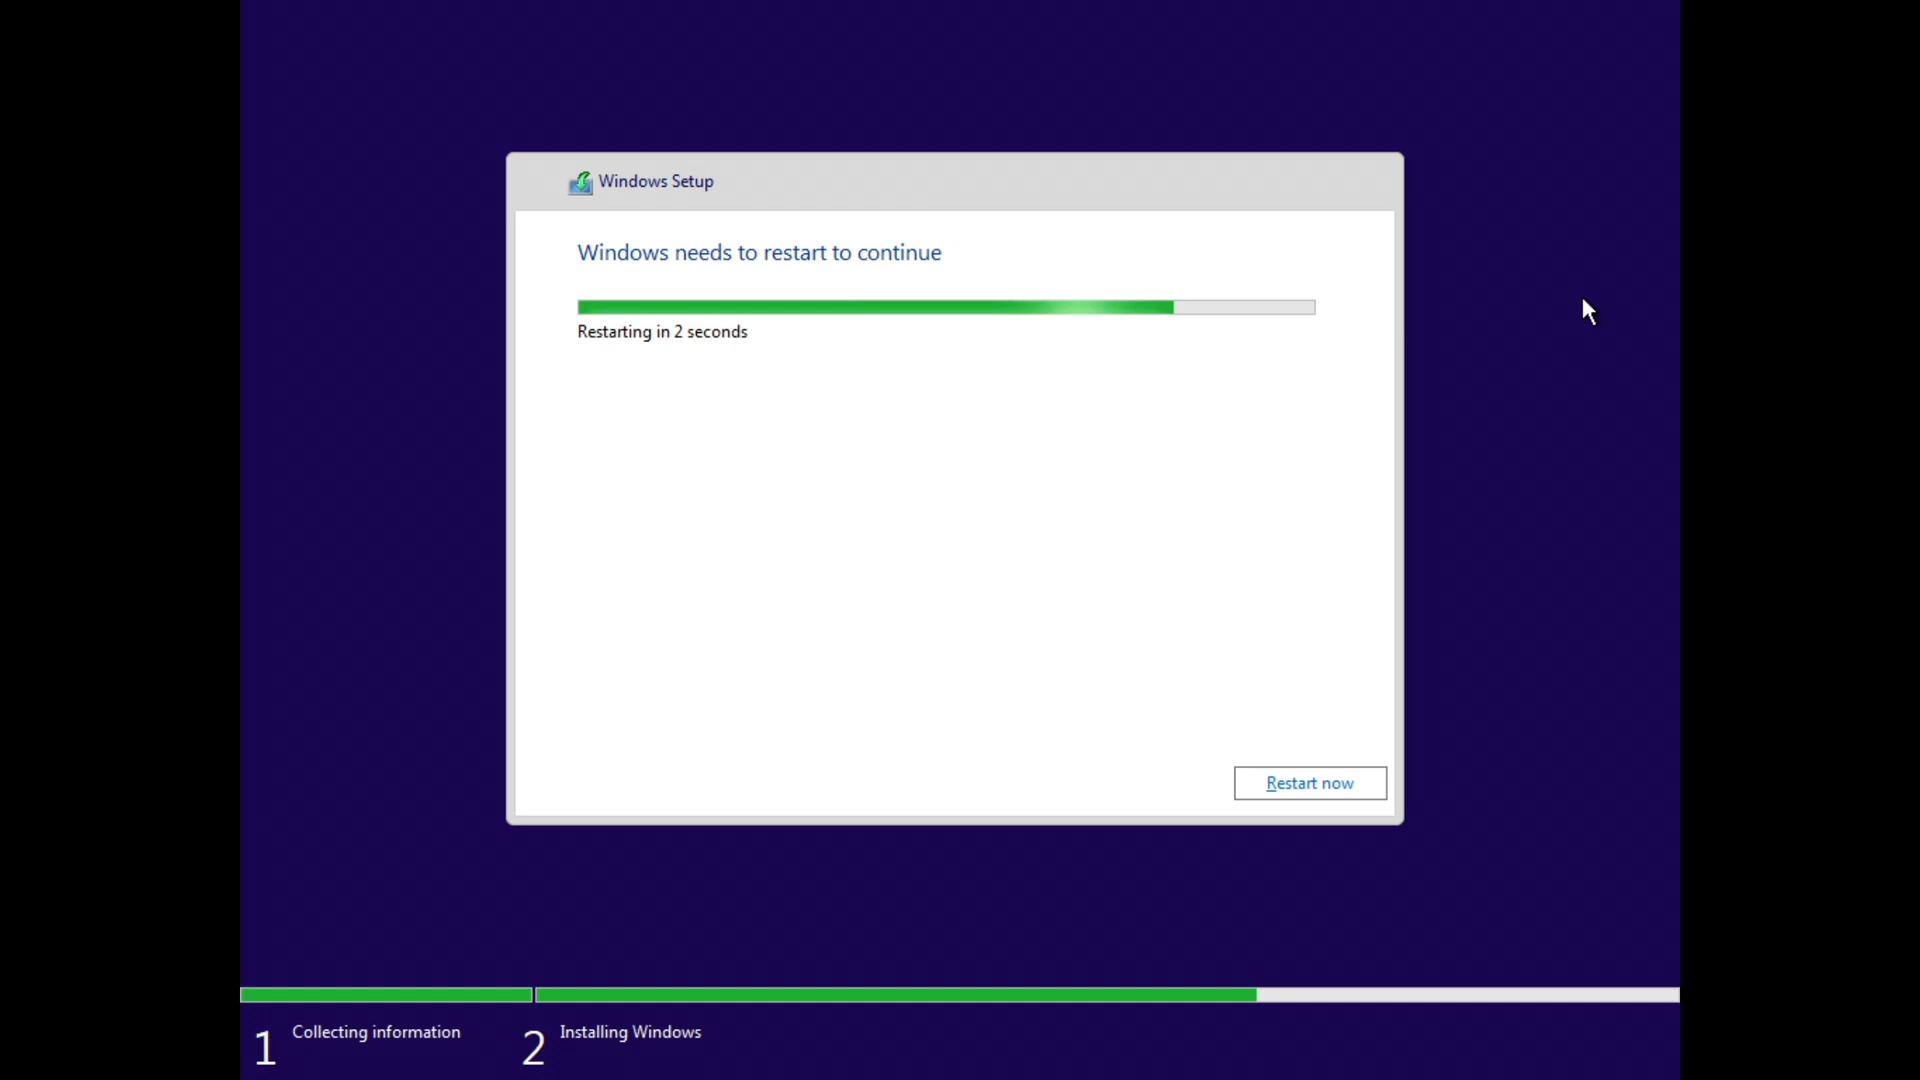 Windows Setup
Windows needs to restart to continue
Restarting in 2 seconds
Restart now
1 Collecting information
2 Installing Windows